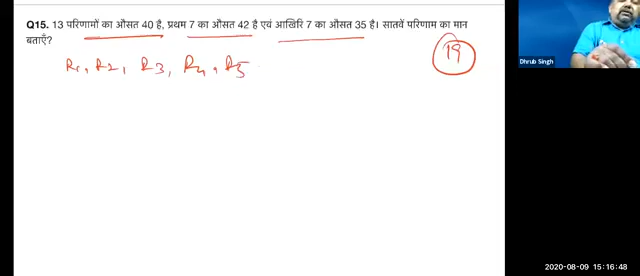 Q15. 13 परिणामों का औसत 40 है, प्रथम 7 का औसत 42 है एवं आखिरि 7 का औसत 35 है। सातवें परिणाम का मान
बताएँ?
19
R1, R2, R3, R4, R5
Dhrub Singh
2020-08-09 15:16:48